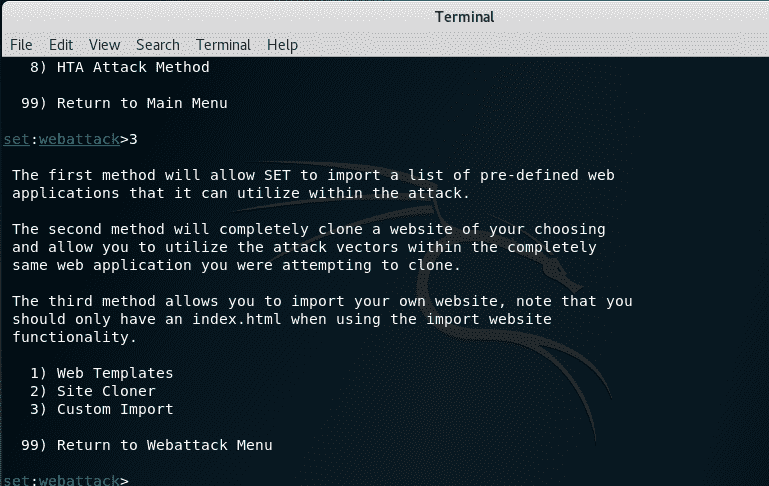 Terminal
File Edit View Search Terminal Help
8) HTA Attack Method
99) Return to Main Menu
set:webattack>3
The first method will allow SET to import a list of pre-defined web
applications that it can utilize within the attack.
The second method will completely clone a website of your choosing
and allow you to utilize the attack vectors within the completely
same web application you were attempting to clone.
The third method allows you to import your own website, note that you
should only have an index.html when using the import website
functionality.
1) Web Templates
2) Site Cloner
3) Custom Import
99) Return to Webattack Menu
set:webattack>